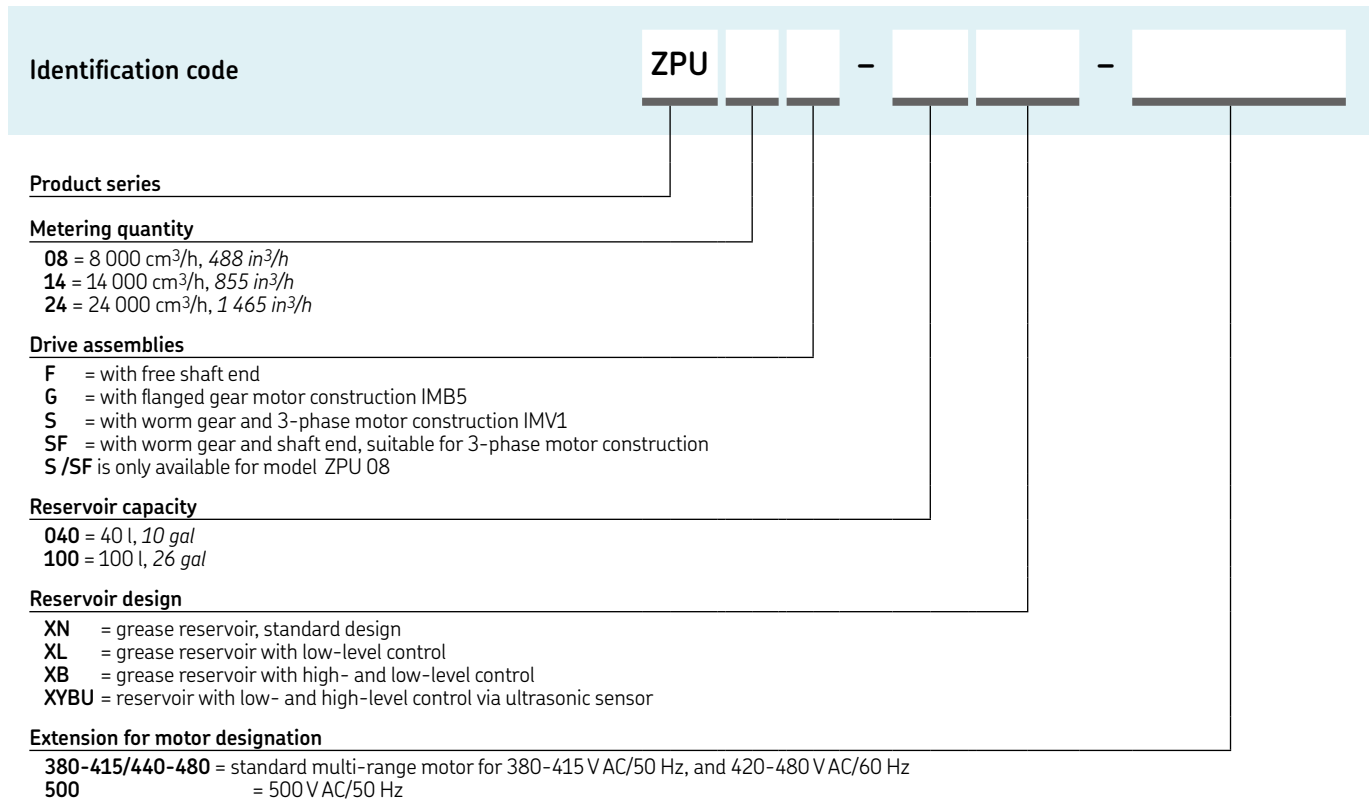 Identification code ZPU – –
Product series
Metering quantity
08 = 8 000 cm3/h, 488 in3/h
14 = 14 000 cm3/h, 855 in3/h
24 = 24 000 cm3/h, 1 465 in3/h
Drive assemblies
F = with free shaft end
G = with flanged gear motor construction IMB5
S = with worm gear and 3-phase motor construction IMV1
SF = with worm gear and shaft end, suitable for 3-phase motor construction
S /SF is only available for model ZPU 08
Reservoir capacity
040 = 40 l, 10 gal
100 = 100 l, 26 gal
Reservoir design
XN = grease reservoir, standard design
XL = grease reservoir with low-level control
XB = grease reservoir with high- and low-level control
XYBU = reservoir with low- and high-level control via ultrasonic sensor
Extension for motor designation
380-415/440-480 = standard multi-range motor for 380-415 V AC/50 Hz, and 420-480 V AC/60 Hz
500 = 500 V AC/50 Hz